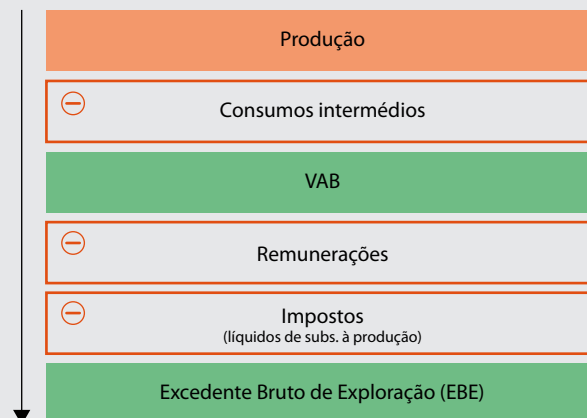 Produção
Consumos intermédios
VAB
Remunerações
Impostos
(líquidos de subs. à produção)
Excedente Bruto de Exploração (EBE)